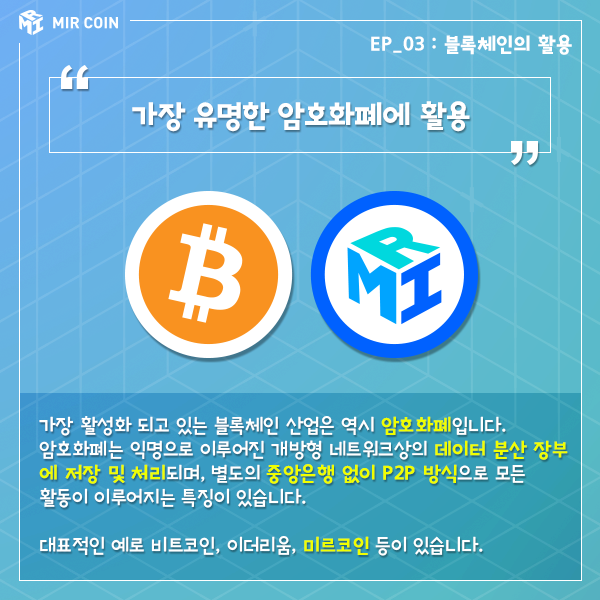 MIR COIN
EP_03 : 블록체인의 활용
“
가장 유명한 암호화폐에 활용
”
MIR
가장 활성화 되고 있는 블록체인 산업은 역시 암호화폐입니다.
암호화폐는 익명으로 이루어진 개방형 네트워크상의 데이터 분산 장부
에 저장 및 처리되며, 별도의 중앙은행 없이 P2P 방식으로 모든
활동이 이루어지는 특징이 있습니다.
대표적인 예로 비트코인, 이더리움, 미르코인 등이 있습니다.